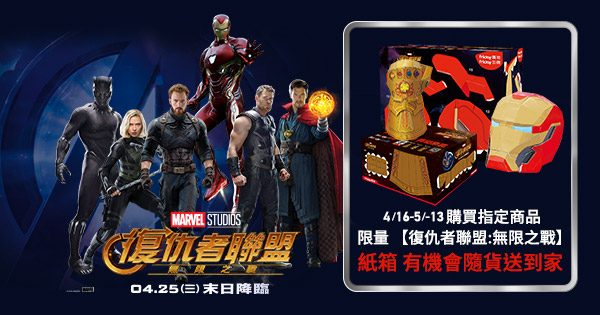 MARVEL STUDIOS
復仇者聯盟
無限之戰
04.25(三)末日降臨
4/16-5/-13 購買指定商品
限量 【復仇者聯盟:無限之戰】
紙箱 有機會隨貨送到家